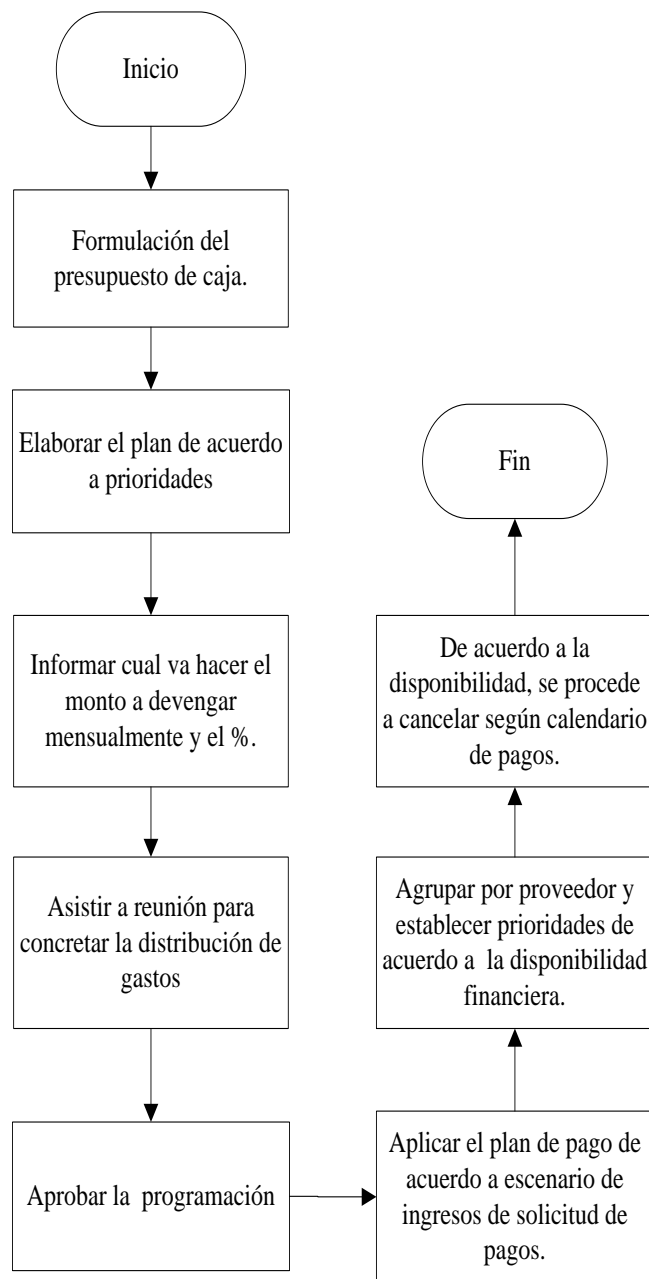 Inicio
Formulación del
presupuesto de caja.
Elaborar el plan de acuerdo
a prioridades
Informar cual va hacer el
monto a devengar
mensualmente y el %.
Asistir a reunión para
concretar la distribución de
gastos
Aprobar la programación
Aplicar el plan de pago de
acuerdo a escenario de
ingresos de solicitud de
pagos.
Agrupar por proveedor y
establecer prioridades de
acuerdo a la disponibilidad
financiera.
De acuerdo a la
disponibilidad, se procede
a cancelar según calendario
de pagos.
Fin